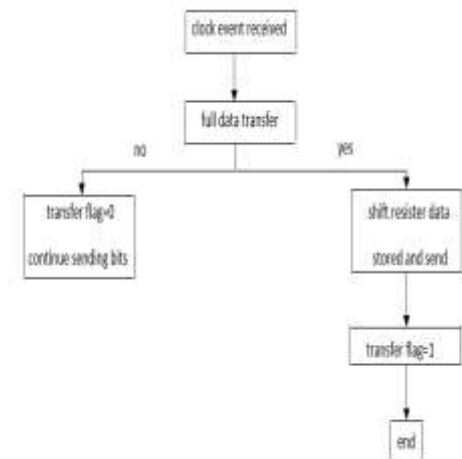 clock event received
full data transfer
no
yes
transfer flag=0
continue sending bits
shift resister data
stored and send
transfer flag=1
end